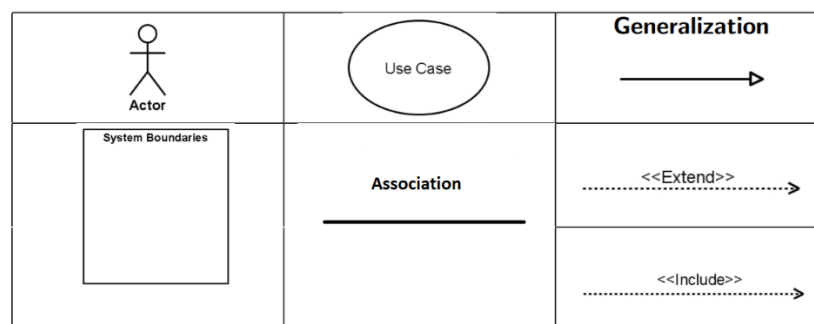 Actor
Use Case
Generalization
System Boundaries
Association
<<Extend>>
<<Include>>